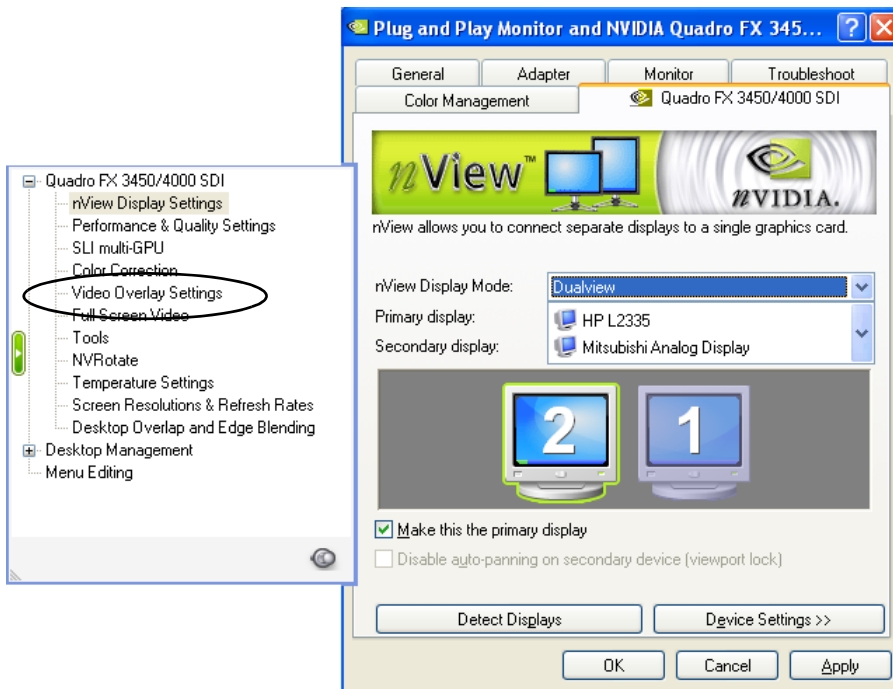 Quadro FX 3450/4000 SDI
nView Display Settings
Performance & Quality Settings
SLI multi-GPU
Color Correction
Video Overlay Settings
Full Screen Video
Tools
NVRotate
Temperature Settings
Screen Resolutions & Refresh Rates
Desktop Overlap and Edge Blending
Desktop Management
Menu Editing
Plug and Play Monitor and NVIDIA Quadro FX 345...
General Adapter Monitor Troubleshoot
Color Management Quadro FX 3450/4000 SDI
nView™
nVIDIA.
nView allows you to connect separate displays to a single graphics card.
nView Display Mode: Dualview
Primary display: HP L2335
Secondary display: Mitsubishi Analog Display
2 1
Make this the primary display
Disable auto-panning on secondary device (viewport lock)
Detect Displays Device Settings >>
OK Cancel Apply